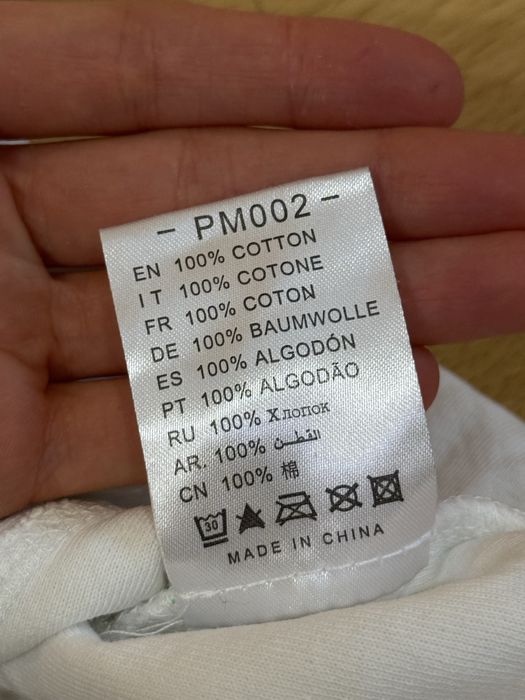 - PM002 -
EN 100% COTTON
IT 100% COTONE
FR 100% COTON
DE 100% BAUMWOLLE
ES 100% ALGODÓN
PT 100% ALGODÃO
RU 100% Хлопок
AR. 100% القطن
CN 100% 棉
30
MADE IN CHINA